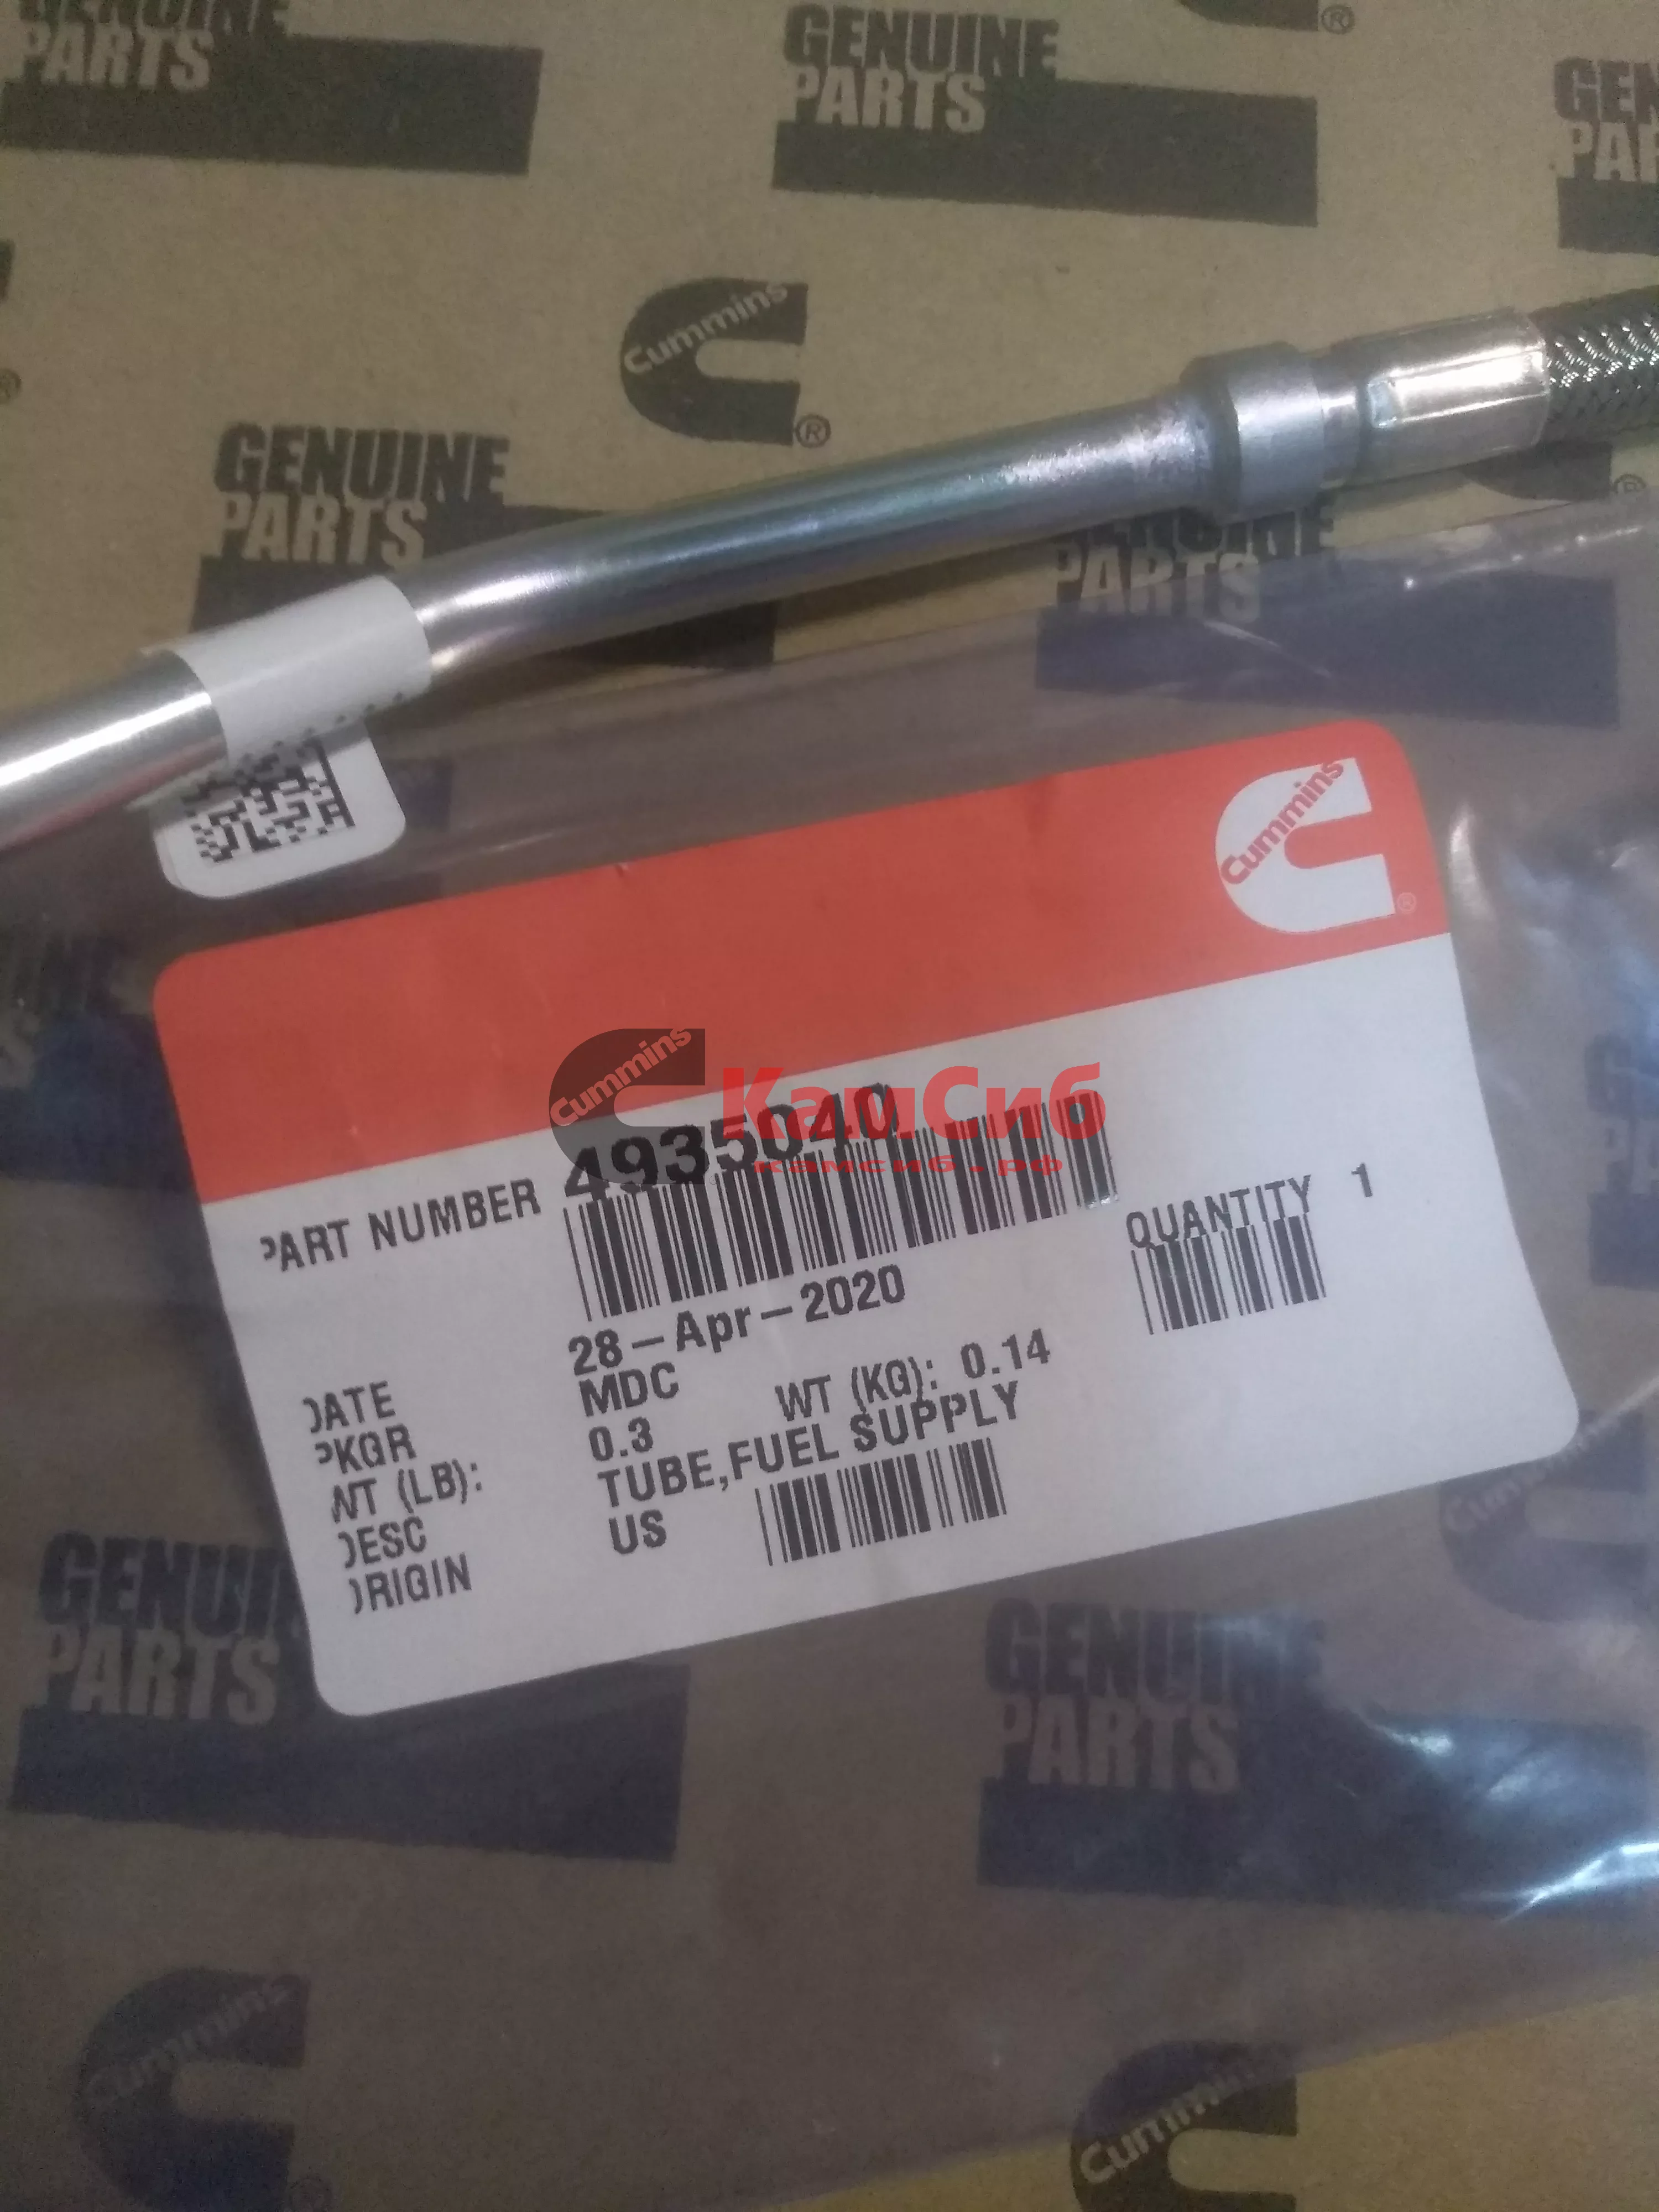 GENUINE
PARTS
GENUINE
PARTS
®
GEN
PAR
Cummins
®
GENUINE
PARTS
®
GENUINE
PARTS
Cummins
®
Cummins
КамСиб
камсиб.рф
PART NUMBER 4935040
QUANTITY 1
DATE 28-Apr-2020
PKGR MDC
WT (LB): 0.3 WT (KG): 0.14
DESC TUBE,FUEL SUPPLY
ORIGIN US
Cummins
GENUINE
PARTS
GENUINE
PARTS
Cummins
Cummins